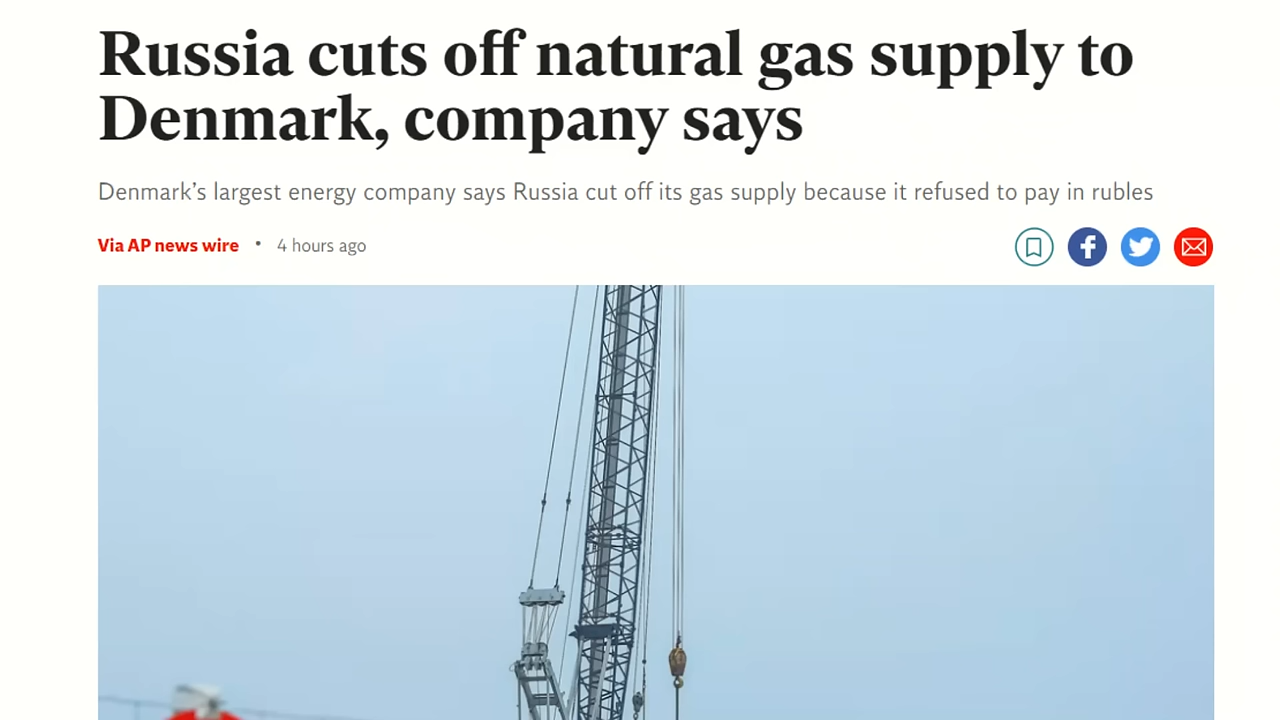 Russia cuts off natural gas supply to
Denmark, company says
Denmark’s largest energy company says Russia cut off its gas supply because it refused to pay in rubles
Via AP news wire • 4 hours ago